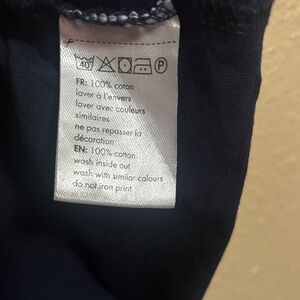 40 P
FR: 100% coton
laver à l'envers
laver avec couleurs
similaires
ne pas repasser la
décoration
EN: 100% cotton
wash inside out
wash with similar colours
do not iron print